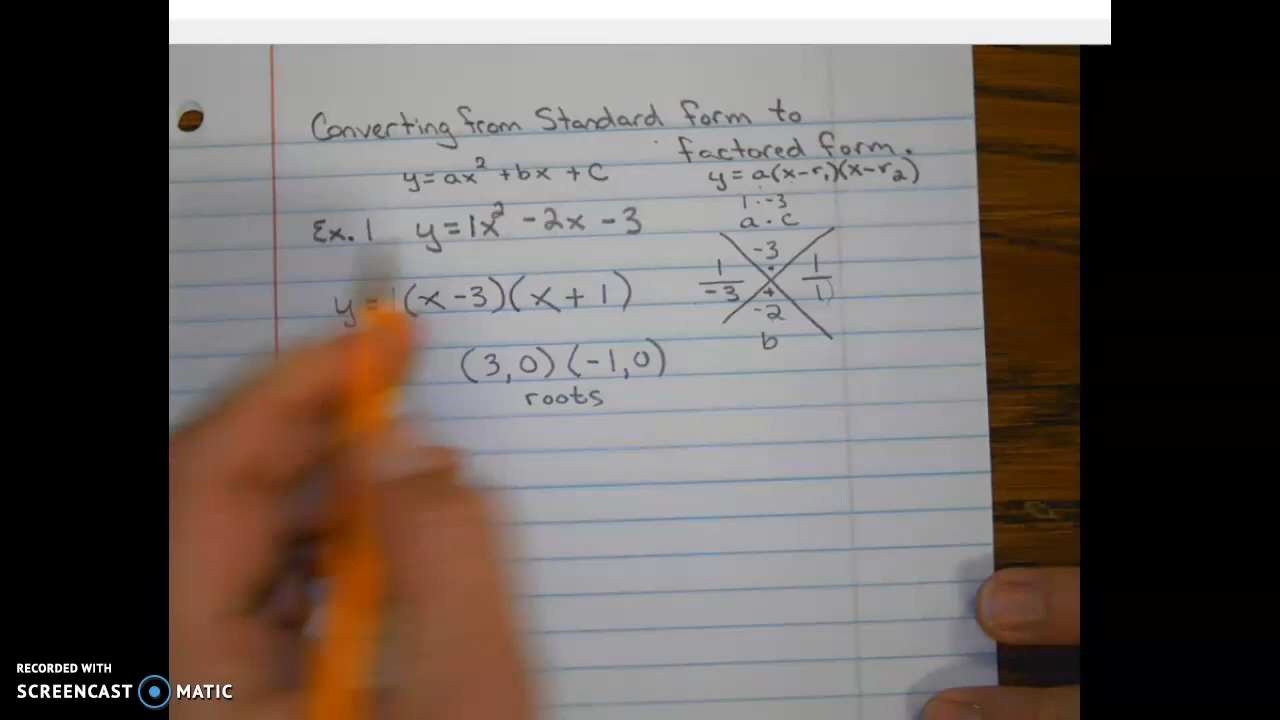 Converting from Standard form to
factored form.
y = ax² + bx + c
y = a(x-r₁)(x-r₂)
Ex. 1 y = 1x² - 2x - 3
1 · -3
a · c
-3
·
1/-3 1/1
+
-2
b
y = 1(x - 3)(x + 1)
(3,0) (-1,0)
roots
RECORDED WITH
SCREENCAST MATIC